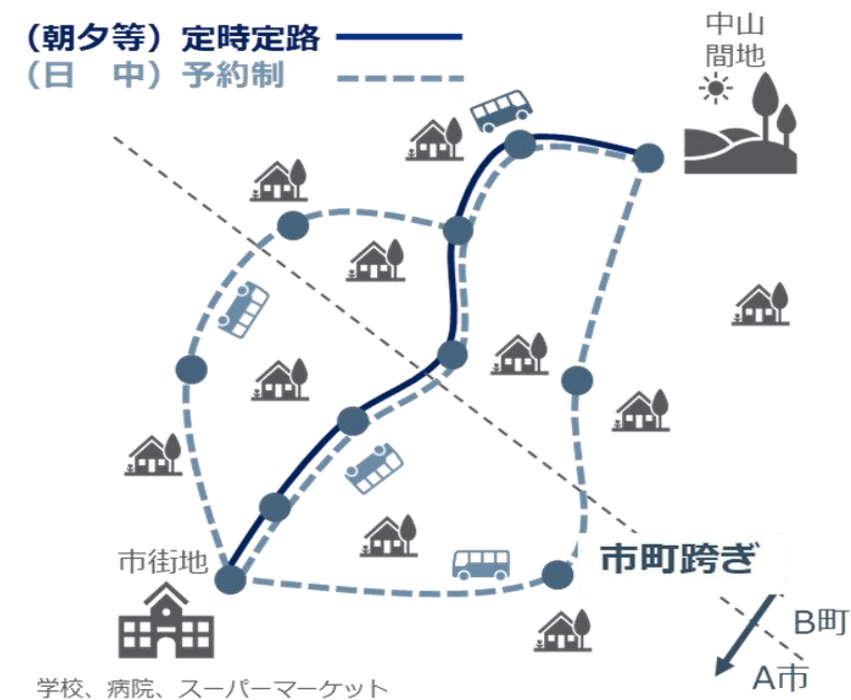 （朝夕等）定時定路
（日　中）予約制
中山
間地
市街地
市町跨ぎ
B町
A市
学校、病院、スーパーマーケット